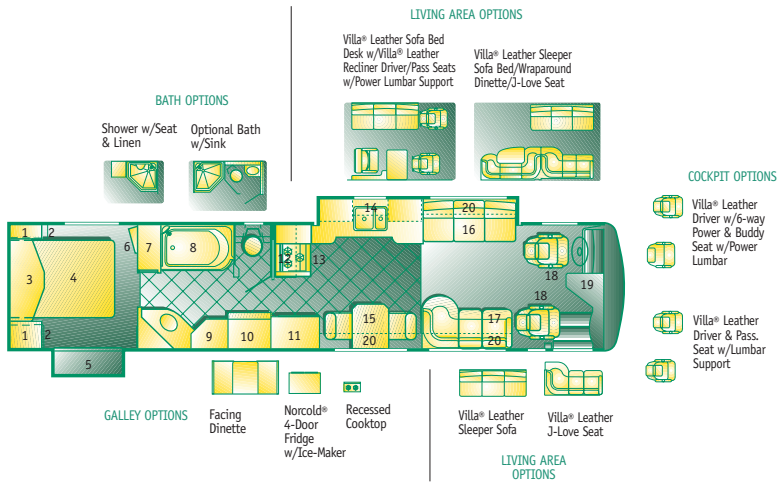 LIVING AREA OPTIONS
Villa® Leather Sofa Bed
Desk w/Villa® Leather
Recliner Driver/Pass Seats
w/Power Lumbar Support
Villa® Leather Sleeper
Sofa Bed/Wraparound
Dinette/J-Love Seat
BATH OPTIONS
Shower w/Seat
& Linen
Optional Bath
w/Sink
COCKPIT OPTIONS
Villa® Leather
Driver w/6-way
Power & Buddy
Seat w/Power
Lumbar
Villa® Leather
Driver & Pass.
Seat w/Lumbar
Support
1 2 3 4 6 7 8 12 13 14 20 16 18 19
1 2 5 9 10 11 15 20 17 20 18
GALLEY OPTIONS
Facing
Dinette
Norcold®
4-Door
Fridge
w/Ice-Maker
Recessed
Cooktop
Villa® Leather
Sleeper Sofa
Villa® Leather
J-Love Seat
LIVING AREA
OPTIONS